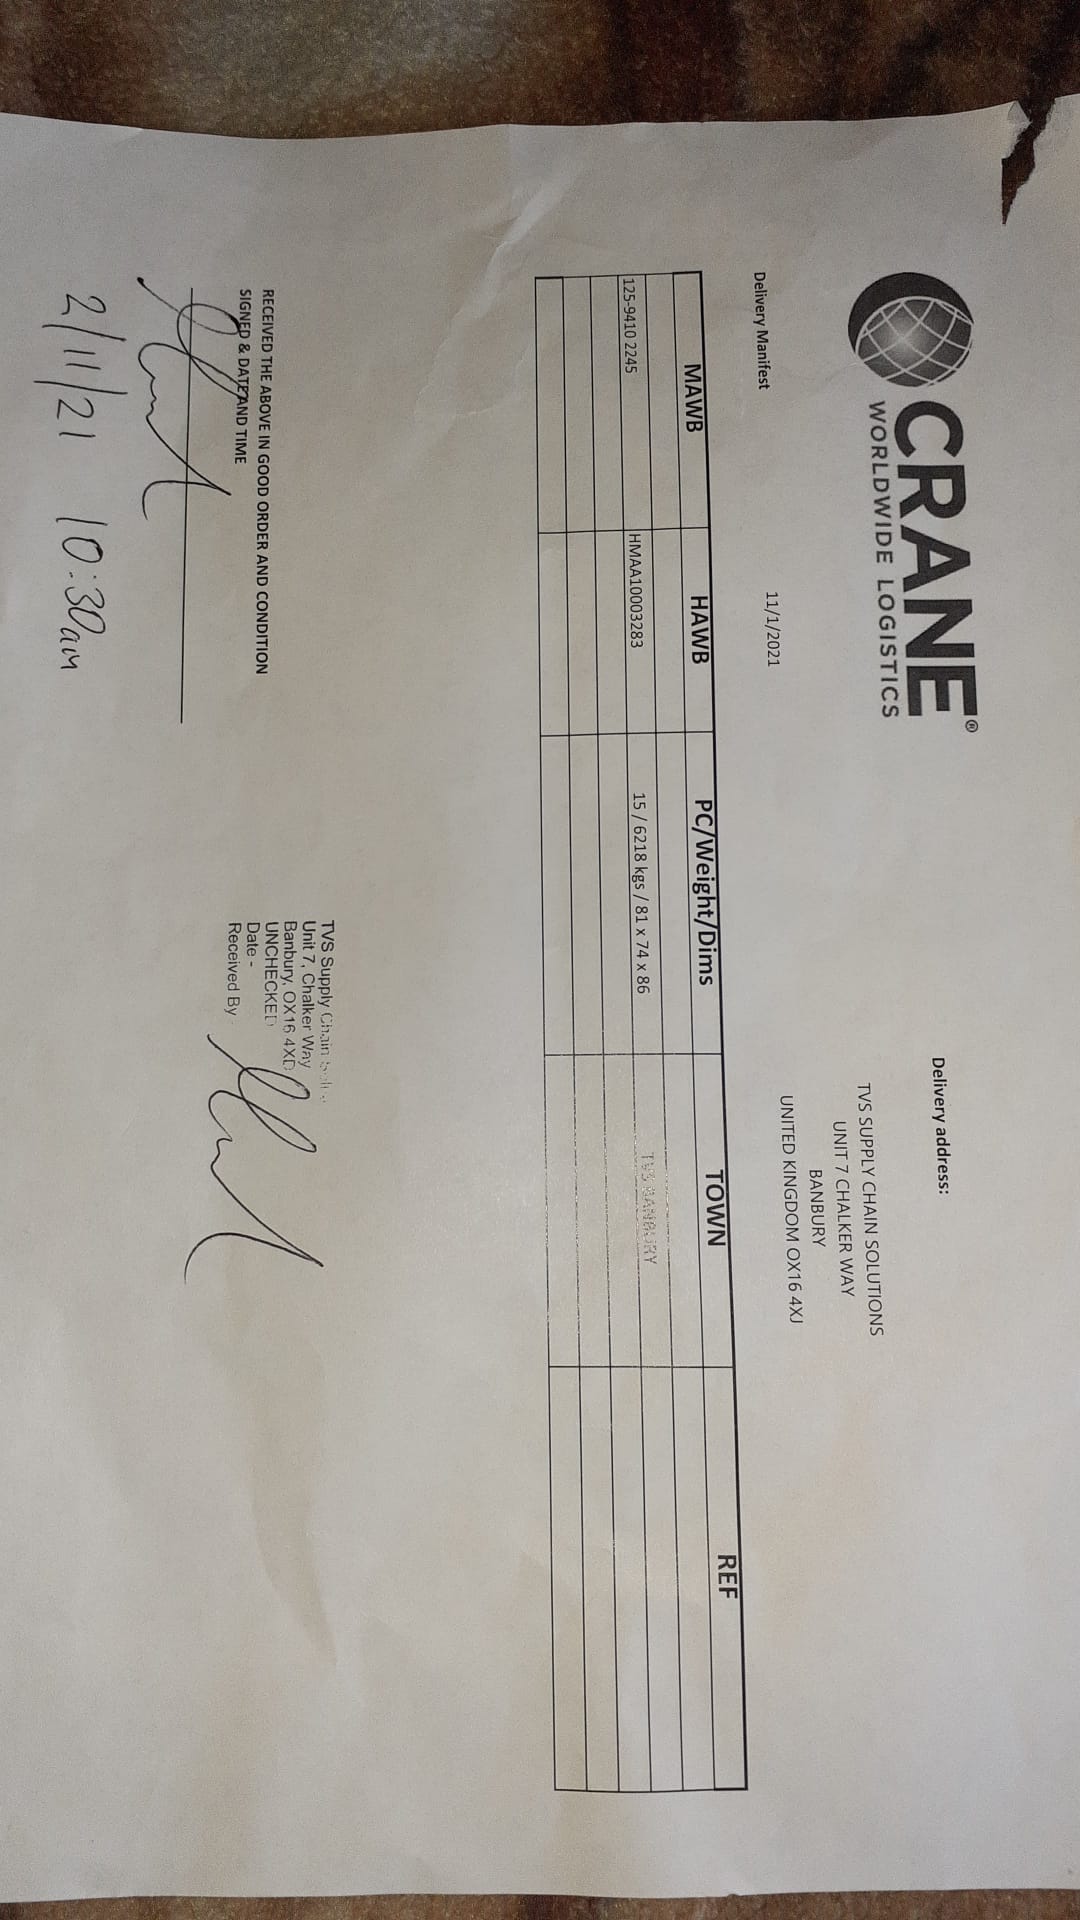 CRANE®
WORLDWIDE LOGISTICS
Delivery address:
TVS SUPPLY CHAIN SOLUTIONS
UNIT 7 CHALKER WAY
BANBURY
UNITED KINGDOM OX16 4XJ
Delivery Manifest 11/1/2021
MAWB HAWB PC/Weight/Dims TOWN REF
125-9410 2245 HMAA10003283 15 / 6218 kgs / 81 x 74 x 86 TVS BANBURY
RECEIVED THE ABOVE IN GOOD ORDER AND CONDITION
SIGNED & DATE AND TIME
2/11/21 10:30am
TVS Supply Chain
Unit 7, Chalker Way
Banbury, OX16 4XD
UNCHECKED
Date -
Received By -